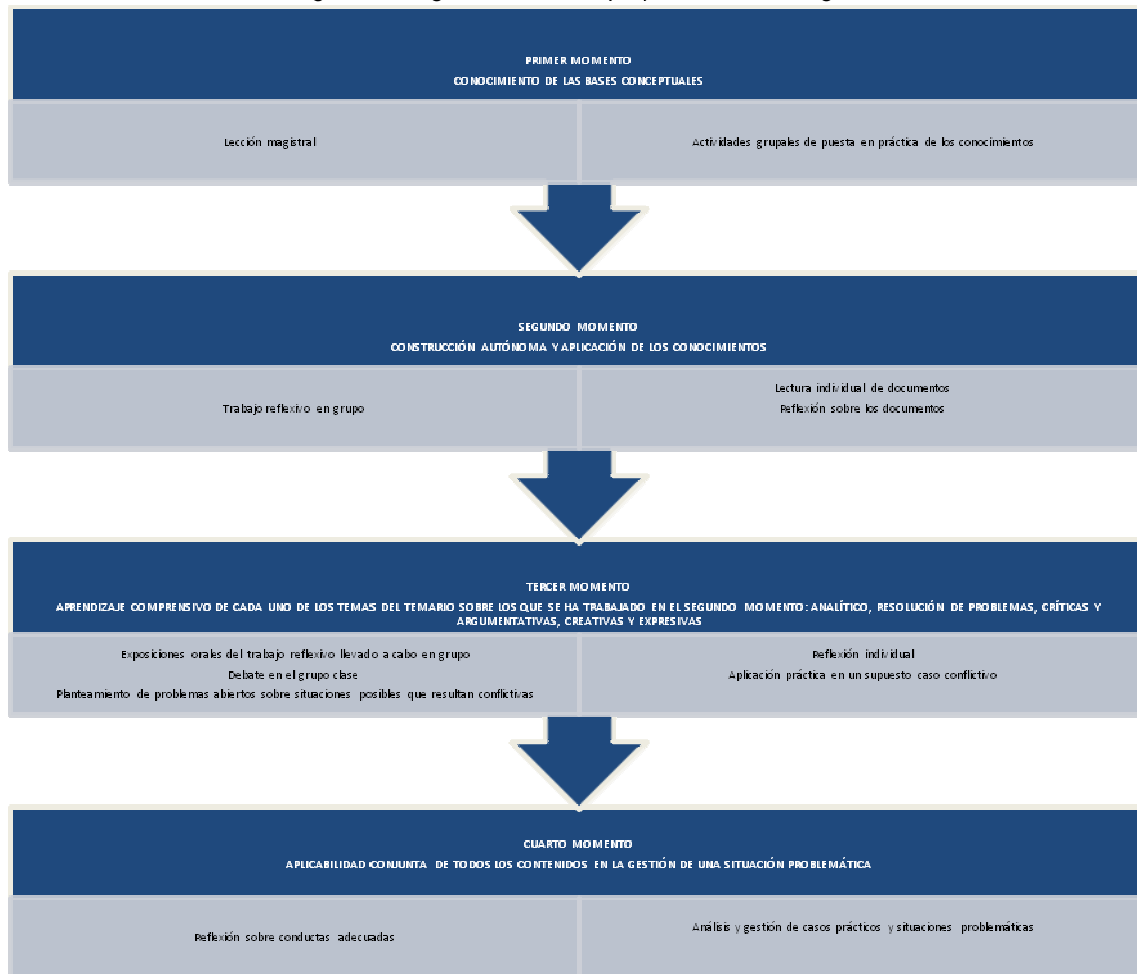 PRIMER MOMENTO
CONOCIMIENTO DE LAS BASES CONCEPTUALES
Lección magistral
Actividades grupales de puesta en práctica de los conocimientos
SEGUNDO MOMENTO
CONSTRUCCIÓN AUTÓNOMA Y APLICACIÓN DE LOS CONOCIMIENTOS
Trabajo reflexivo en grupo
Lectura individual de documentos
Reflexión sobre los documentos
TERCER MOMENTO
APRENDIZAJE COMPRENSIVO DE CADA UNO DE LOS TEMAS DEL TEMARIO SOBRE LOS QUE SE HA TRABAJADO EN EL SEGUNDO MOMENTO: ANALÍTICO, RESOLUCIÓN DE PROBLEMAS, CRÍTICAS Y
ARGUMENTATIVAS, CREATIVAS Y EXPRESIVAS
Exposiciones orales del trabajo reflexivo llevado a cabo en grupo
Debate en el grupo clase
Planteamiento de problemas abiertos sobre situaciones posibles que resultan conflictivas
Reflexión individual
Aplicación práctica en un supuesto caso conflictivo
CUARTO MOMENTO
APLICABILIDAD CONJUNTA DE TODOS LOS CONTENIDOS EN LA GESTIÓN DE UNA SITUACIÓN PROBLEMÁTICA
Reflexión sobre conductas adecuadas
Análisis y gestión de casos prácticos y situaciones problemáticas